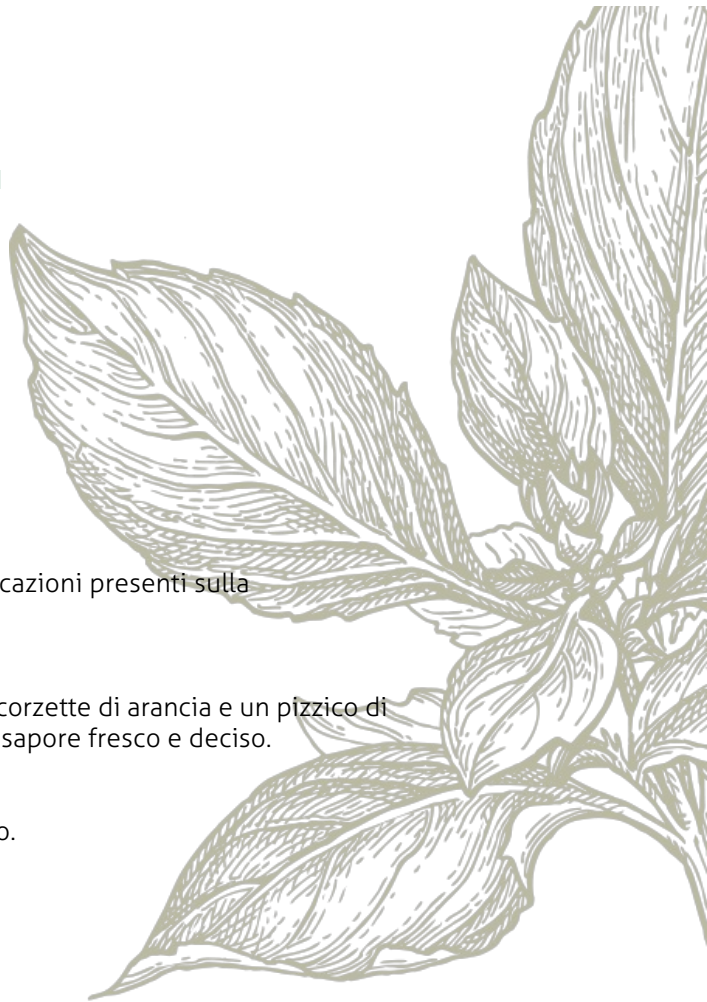 cazioni presenti sulla
corzette di arancia e un pizzico di
sapore fresco e deciso.
o.